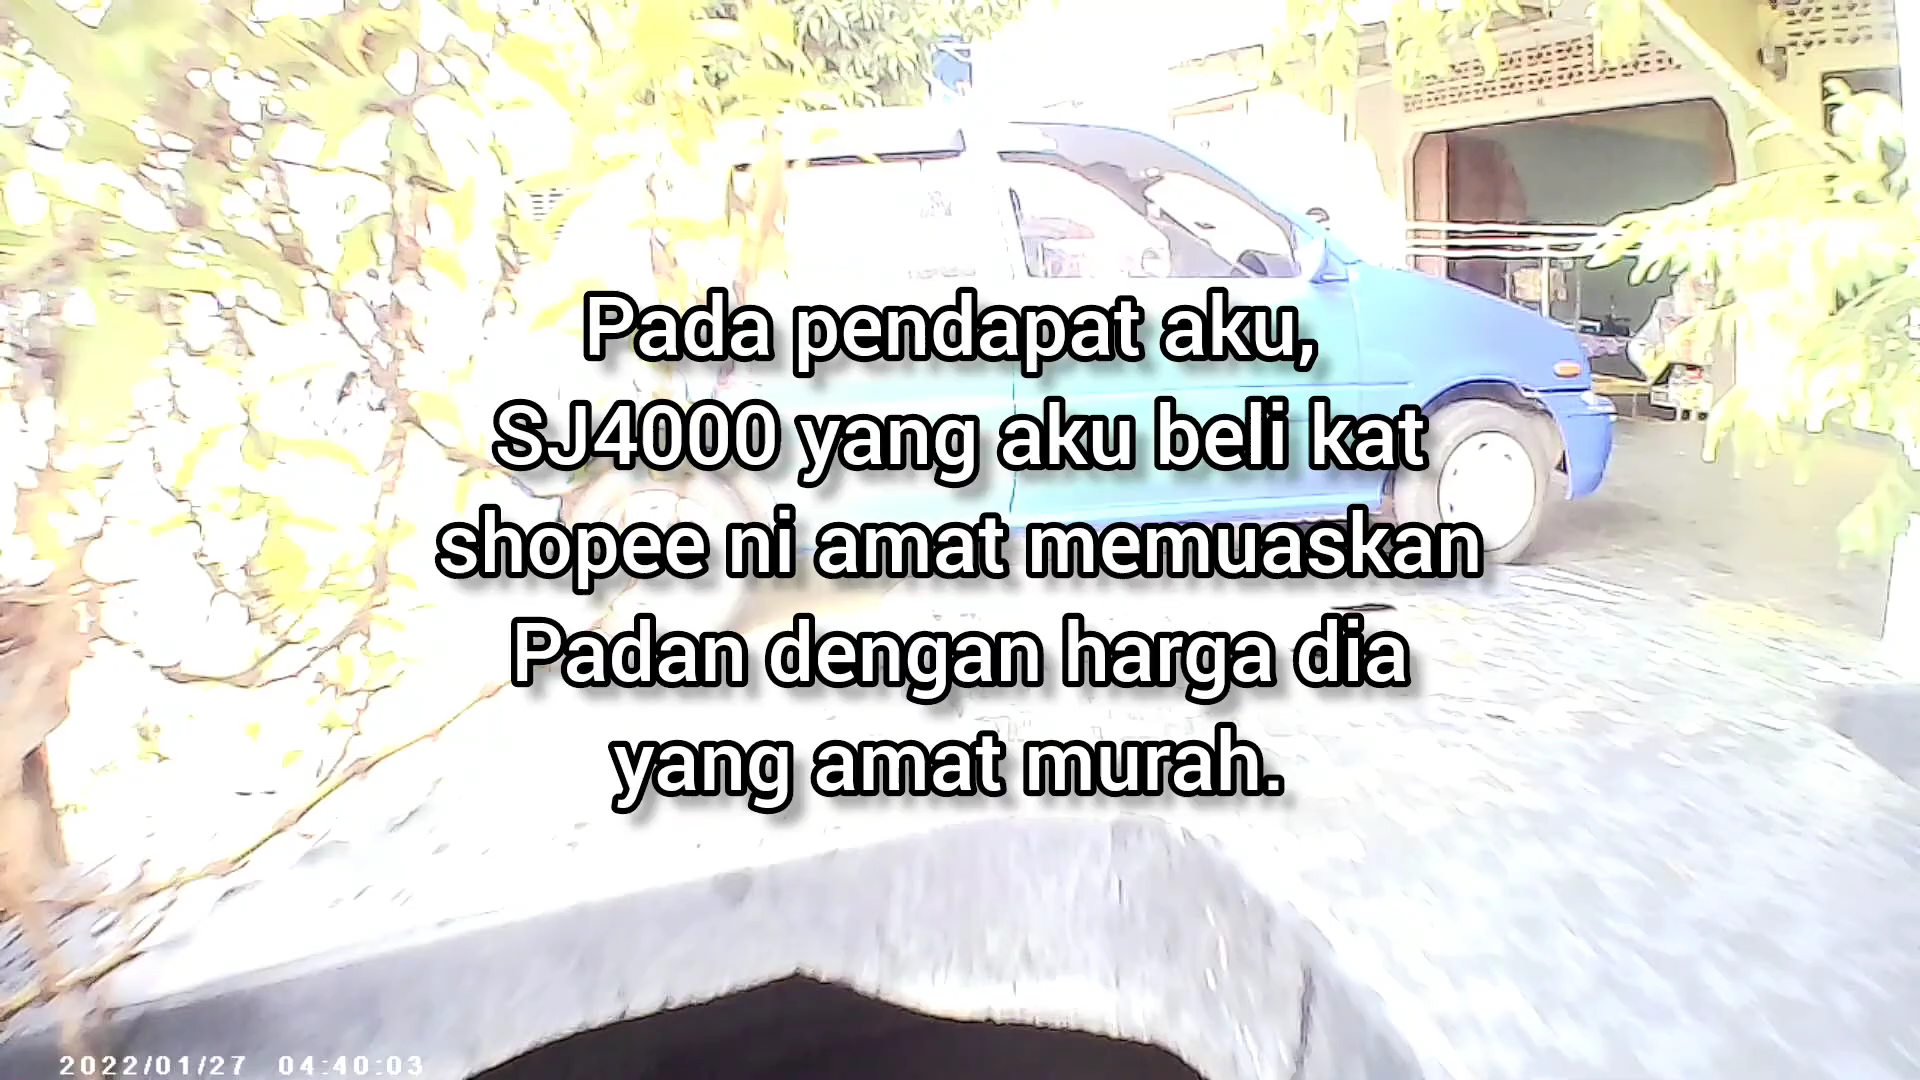 Pada pendapat aku,
SJ4000 yang aku beli kat
shopee ni amat memuaskan
Padan dengan harga dia
yang amat murah.
2022/01/27 04:40:03